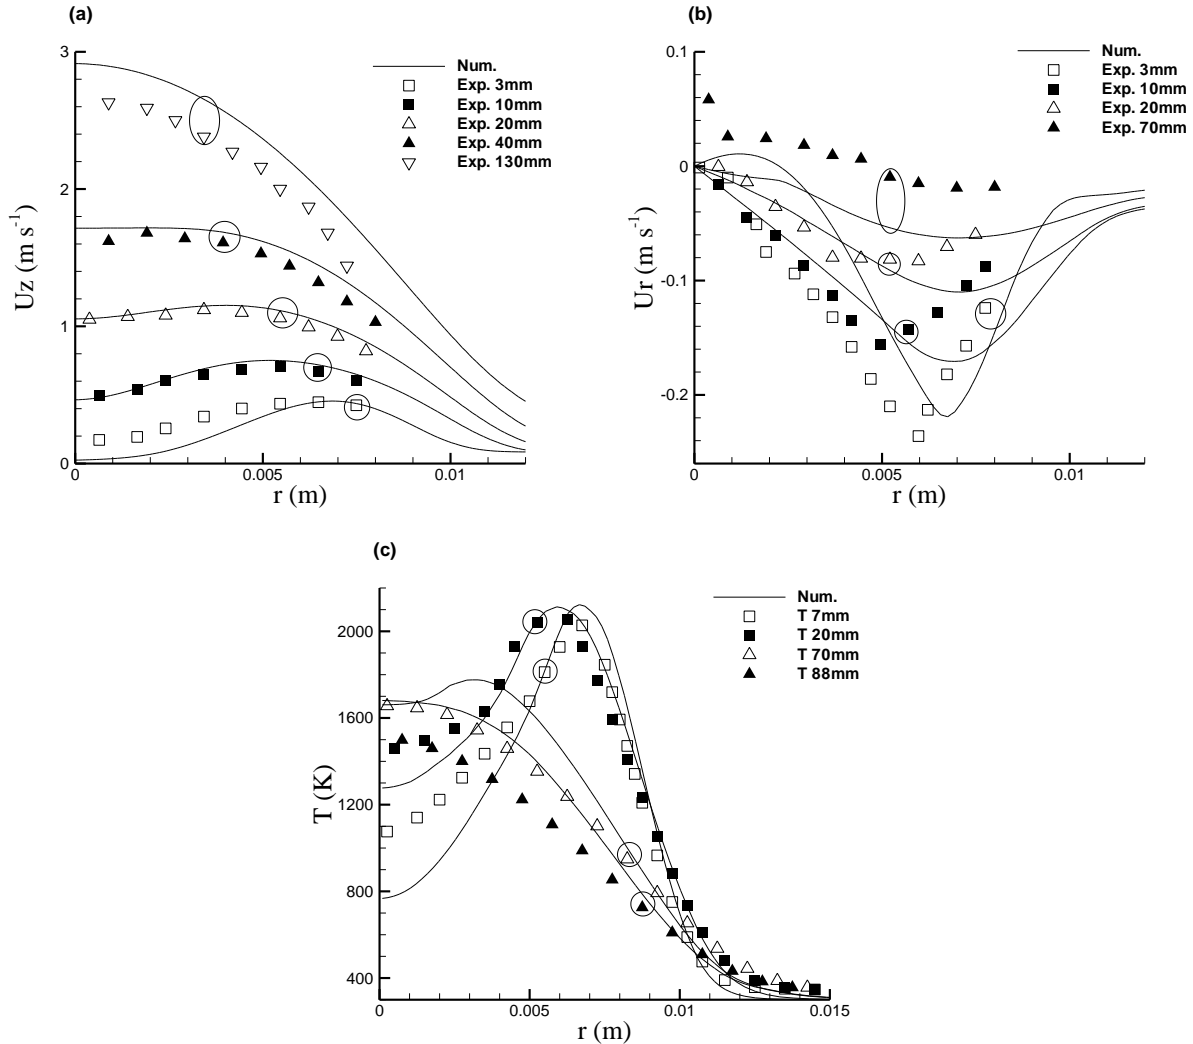 (a)
3
2
1
0
0
0.005
0.01
Uz (m s⁻¹)
r (m)
Num.
Exp. 3mm
Exp. 10mm
Exp. 20mm
Exp. 40mm
Exp. 130mm
(b)
0.1
0
-0.1
-0.2
0
0.005
0.01
Ur (m s⁻¹)
r (m)
Num.
Exp. 3mm
Exp. 10mm
Exp. 20mm
Exp. 70mm
(c)
2000
1600
1200
800
400
0
0.005
0.01
0.015
T (K)
r (m)
Num.
T 7mm
T 20mm
T 70mm
T 88mm